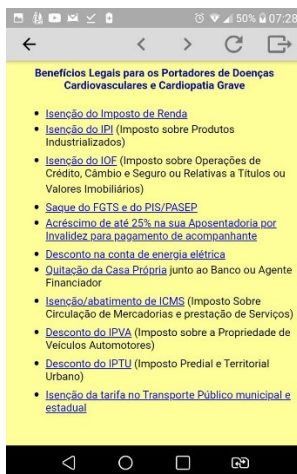 50% 07:28
Benefícios Legais para os Portadores de Doenças
Cardiovasculares e Cardiopatia Grave
• Isenção do Imposto de Renda
• Isenção do IPI (Imposto sobre Produtos
Industrializados)
• Isenção do IOF (Imposto sobre Operações de
Crédito, Câmbio e Seguro ou Relativas a Títulos ou
Valores Imobiliários)
• Saque do FGTS e do PIS/PASEP
• Acréscimo de até 25% na sua Aposentadoria por
Invalidez para pagamento de acompanhante
• Desconto na conta de energia elétrica
• Quitação da Casa Própria junto ao Banco ou Agente
Financiador
• Isenção/abatimento de ICMS (Imposto Sobre
Circulação de Mercadorias e prestação de Serviços)
• Desconto do IPVA (Imposto sobre a Propriedade de
Veículos Automotores)
• Desconto do IPTU (Imposto Predial e Territorial
Urbano)
• Isenção da tarifa no Transporte Público municipal e
estadual